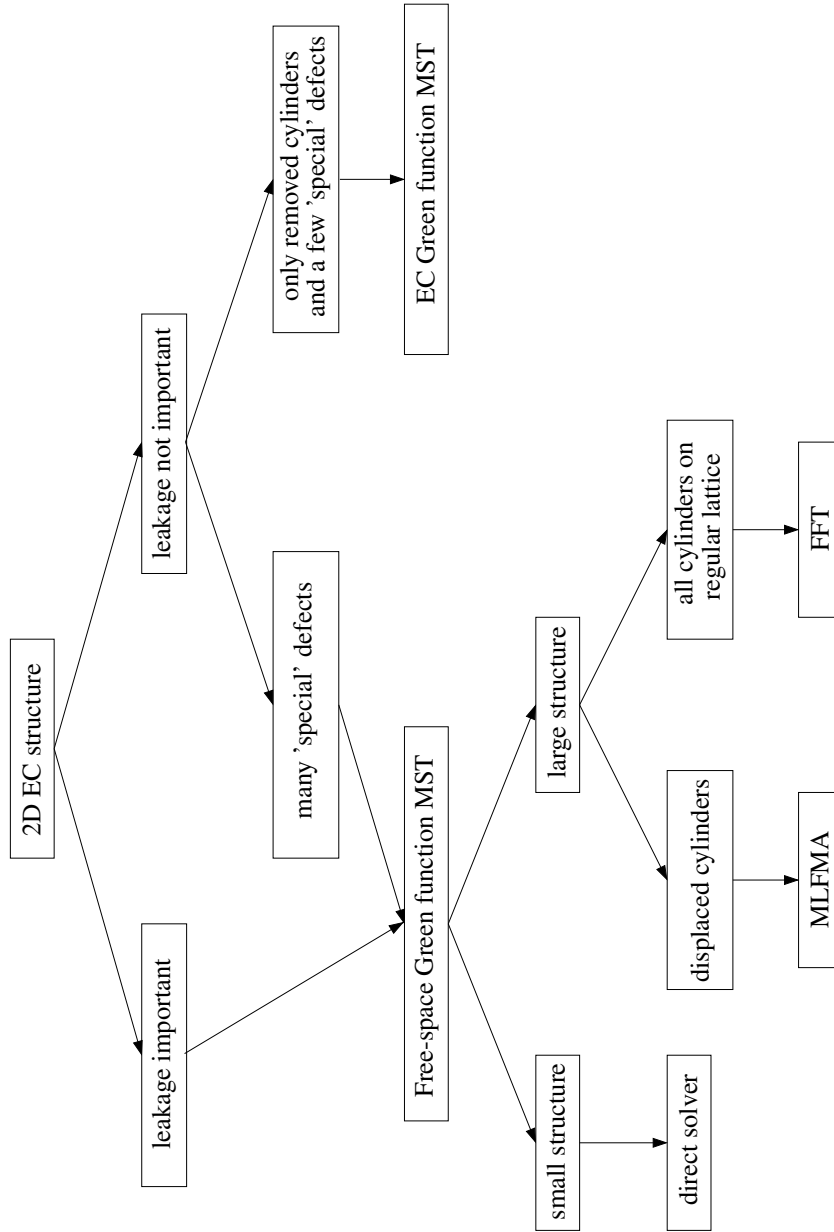 2D EC structure
leakage important
leakage not important
many 'special' defects
only removed cylinders
and a few 'special' defects
Free-space Green function MST
EC Green function MST
small structure
large structure
direct solver
displaced cylinders
all cylinders on
regular lattice
MLFMA
FFT